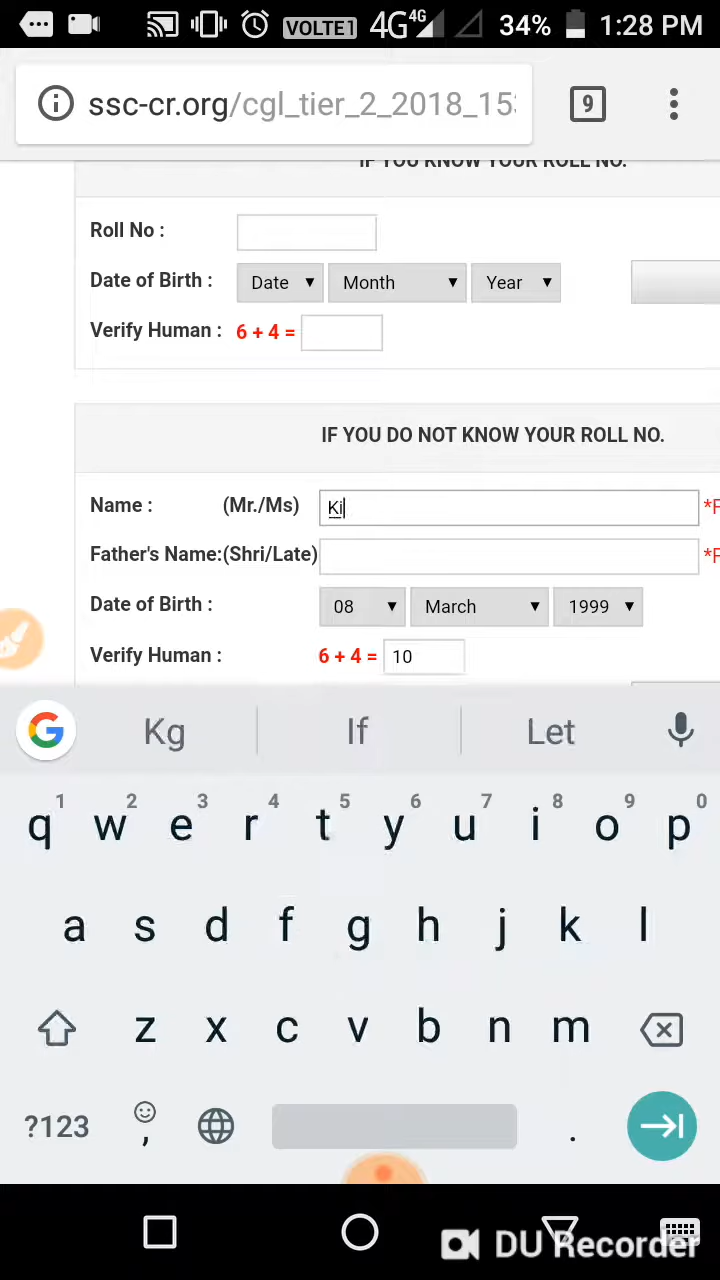 VOLTE1 4G 4G 34% 1:28 PM
ssc-cr.org/cgl_tier_2_2018_15 9
IF YOU KNOW YOUR ROLL NO.
Roll No :
Date of Birth : Date Month Year
Verify Human : 6 + 4 =
IF YOU DO NOT KNOW YOUR ROLL NO.
Name : (Mr./Ms) Ki
Father's Name:(Shri/Late)
Date of Birth : 08 March 1999
Verify Human : 6 + 4 = 10
G Kg If Let
1 2 3 4 5 6 7 8 9 0
q w e r t y u i o p
a s d f g h j k l
z x c v b n m
?123 , .
DU Recorder